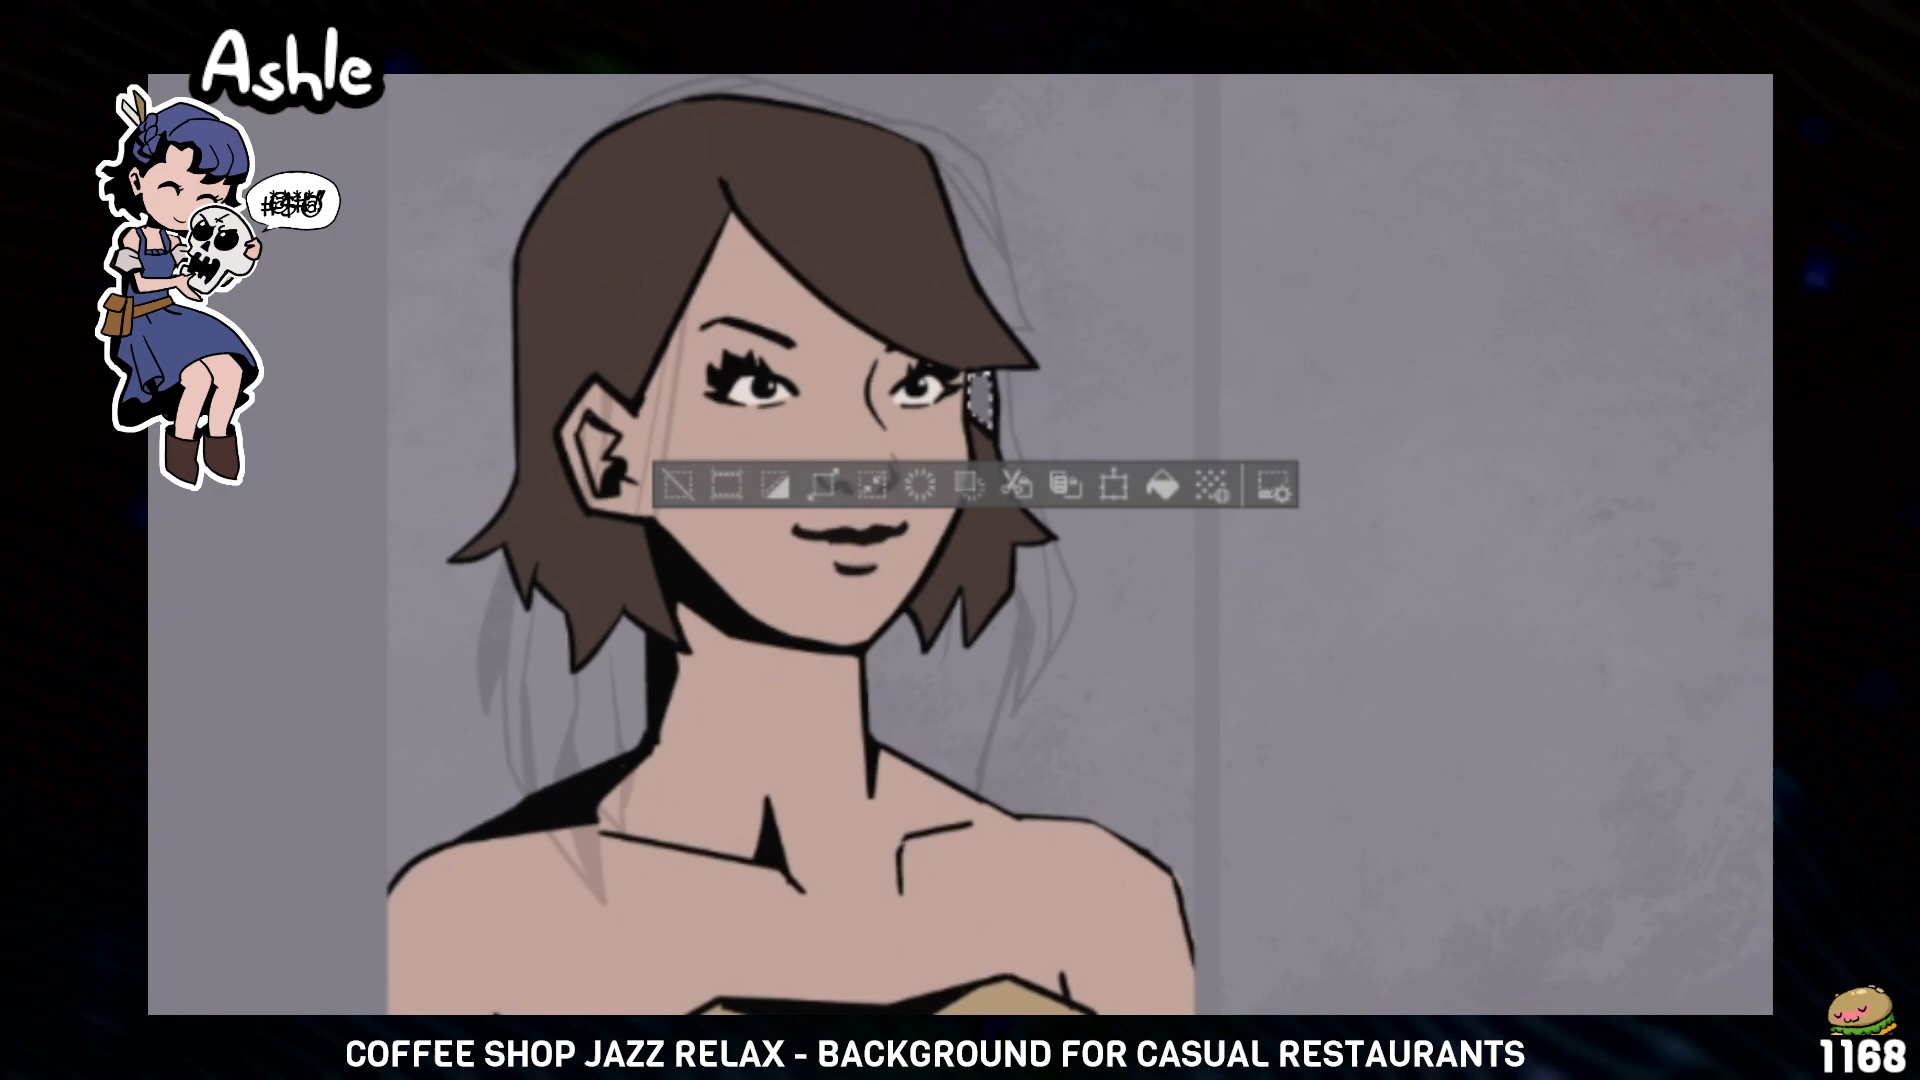 Ashle
COFFEE SHOP JAZZ RELAX - BACKGROUND FOR CASUAL RESTAURANTS
1168